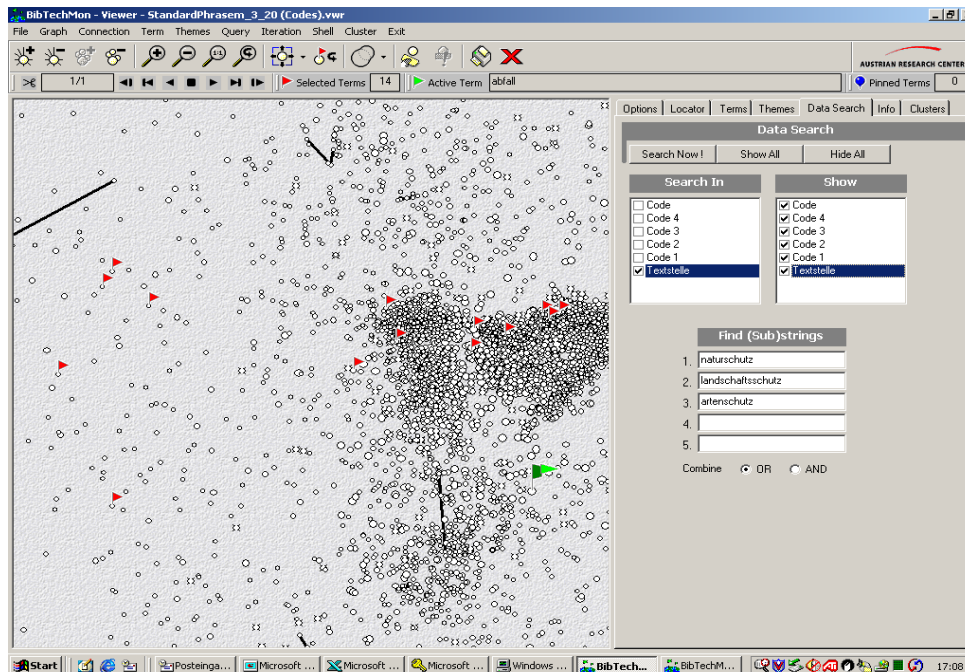 BibTechMon - Viewer - StandardPhrasem_3_20 (Codes).vwr
File Graph Connection Term Themes Query Iteration Shell Cluster Exit
AUSTRIAN RESEARCH CENTER
1/1 Selected Terms 14 Active Term abfall Pinned Terms 0
Options Locator Terms Themes Data Search Info Clusters
Data Search
Search Now ! Show All Hide All
Search In Show
Code Code
Code 4 Code 4
Code 3 Code 3
Code 2 Code 2
Code 1 Code 1
Textstelle Textstelle
Find (Sub)strings
1. naturschutz
2. landschaftsschutz
3. artenschutz
4.
5.
Combine OR AND
Start Posteinga... Microsoft ... Microsoft ... Microsoft ... Windows ... BibTech... BibTechM... 17:08